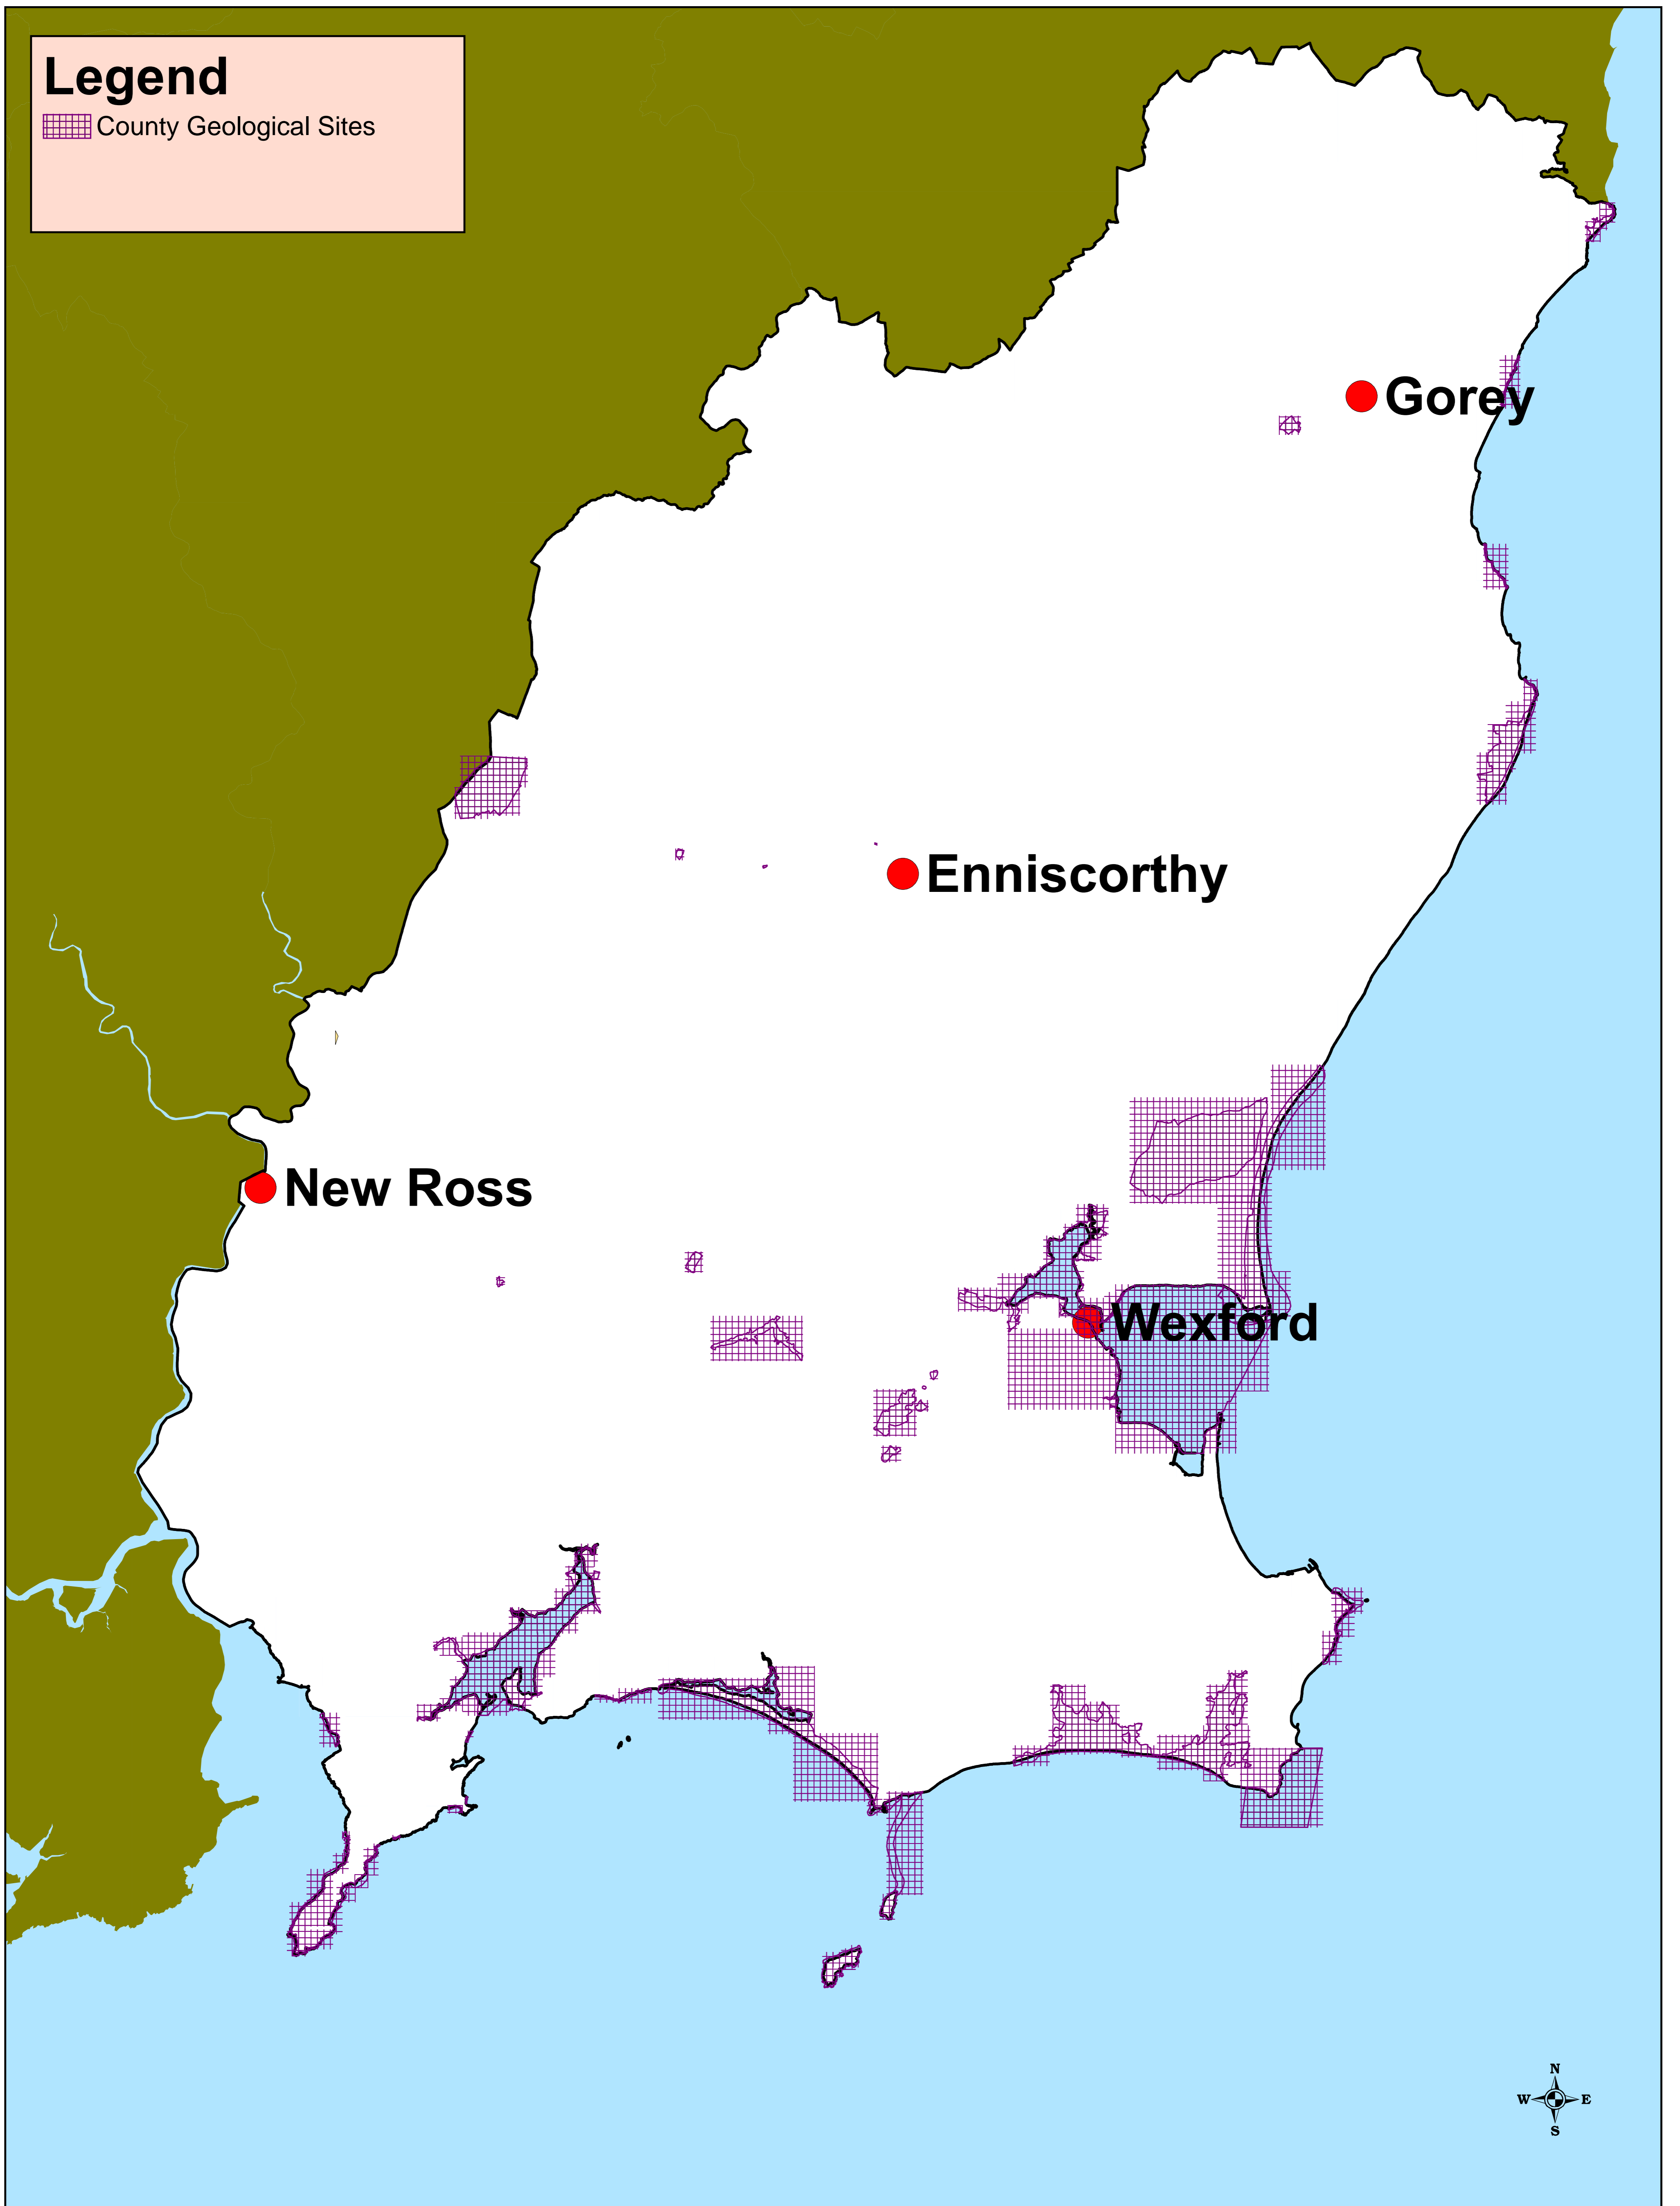 Legend
County Geological Sites
Gorey
Enniscorthy
New Ross
Wexford
N
W E
S